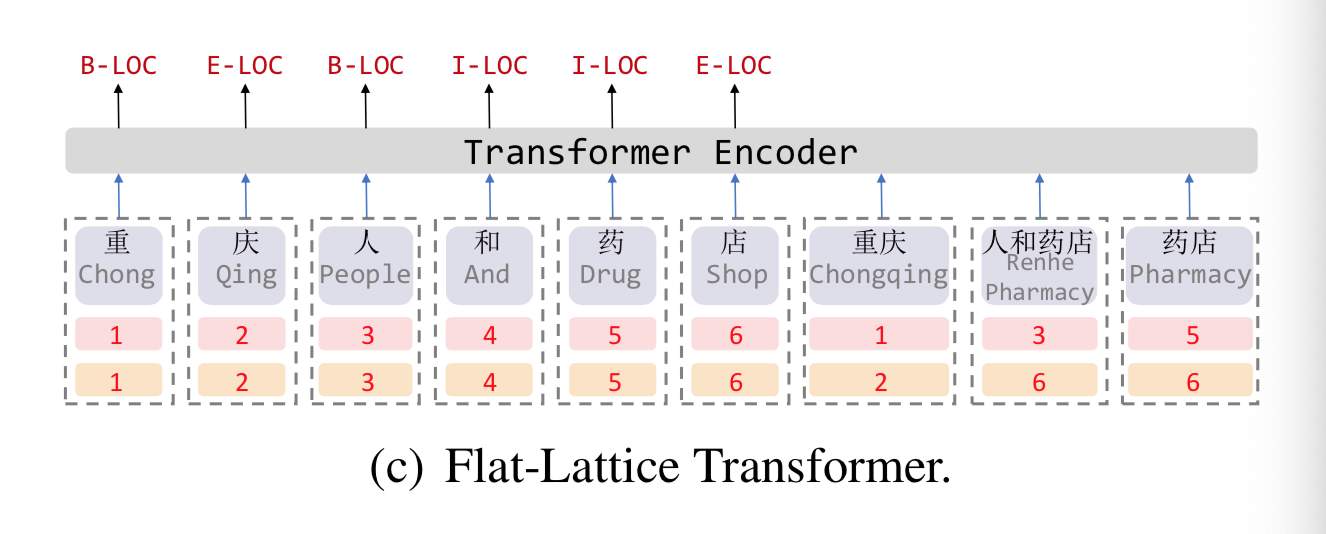 B-LOC E-LOC B-LOC I-LOC I-LOC E-LOC
Transformer Encoder
重 庆 人 和 药 店 重庆 人和药店 药店
Chong Qing People And Drug Shop Chongqing Renhe Pharmacy Pharmacy
1 2 3 4 5 6 1 3 5
1 2 3 4 5 6 2 6 6
(c) Flat-Lattice Transformer.